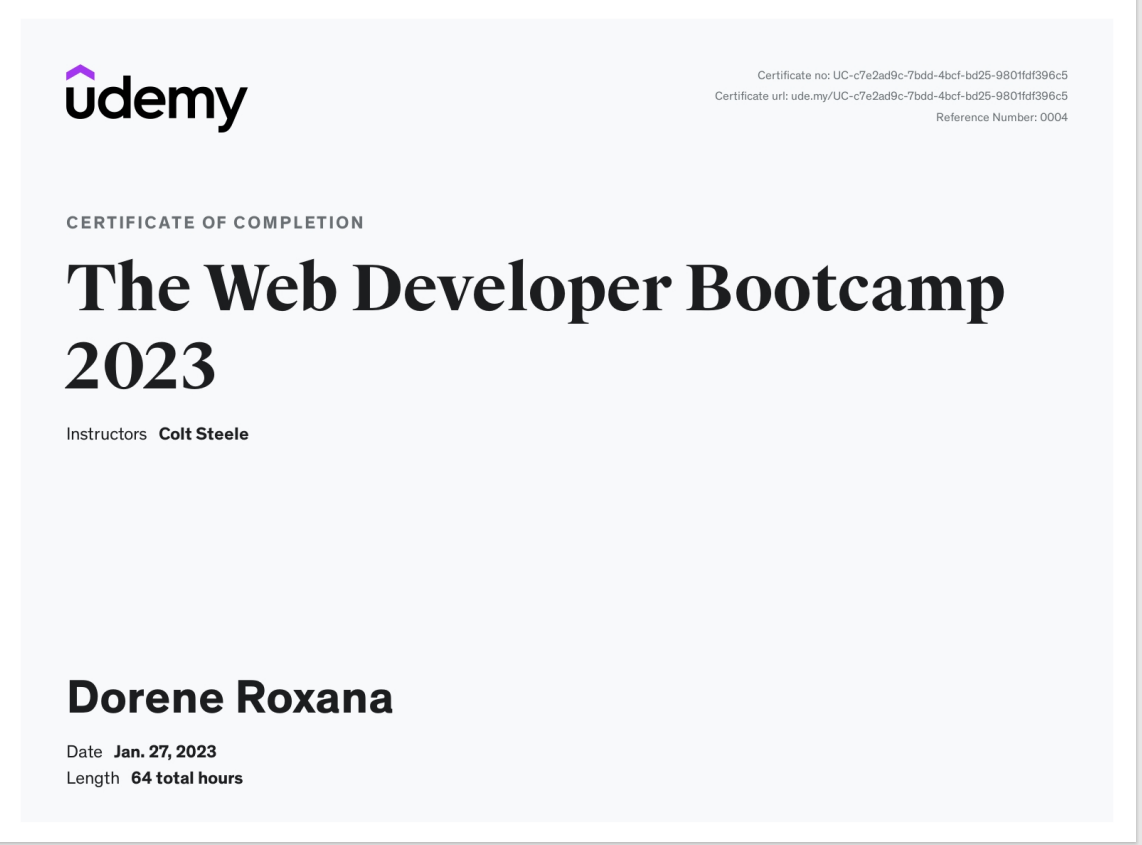 udemy
Certificate no: UC-c7e2ad9c-7bdd-4bcf-bd25-9801fdf396c5
Certificate url: ude.my/UC-c7e2ad9c-7bdd-4bcf-bd25-9801fdf396c5
Reference Number: 0004
CERTIFICATE OF COMPLETION
The Web Developer Bootcamp
2023
Instructors Colt Steele
Dorene Roxana
Date Jan. 27, 2023
Length 64 total hours